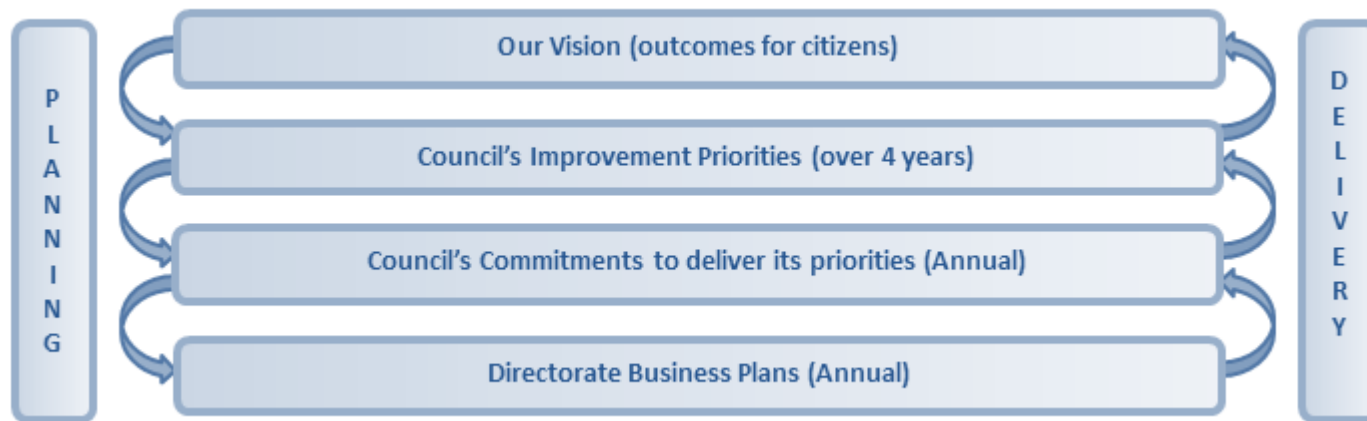 PLANNING
Our Vision (outcomes for citizens)
Council's Improvement Priorities (over 4 years)
Council's Commitments to deliver its priorities (Annual)
Directorate Business Plans (Annual)
DELIVERY